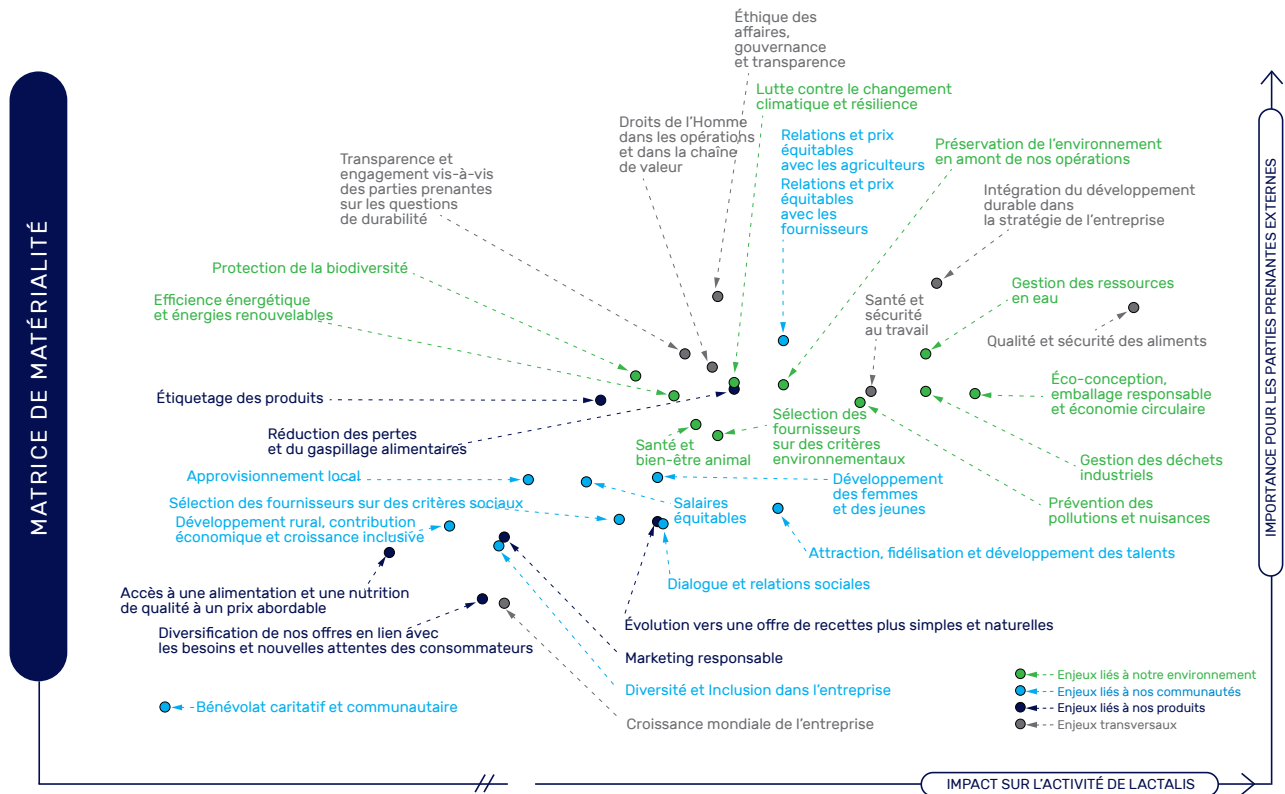 MATRICE DE MATÉRIALITÉ
Éthique des
affaires,
gouvernance
et transparence
Lutte contre le changement
climatique et résilience
Droits de l'Homme
dans les opérations
et dans la chaîne
de valeur
Relations et prix
équitables
avec les agriculteurs
Relations et prix
équitables
avec les
fournisseurs
Préservation de l'environnement
en amont de nos opérations
Transparence et
engagement vis-à-vis
des parties prenantes
sur les questions
de durabilité
Intégration du développement
durable dans
la stratégie de l'entreprise
Protection de la biodiversité
Efficience énergétique
et énergies renouvelables
Gestion des ressources
en eau
Santé et
sécurité
au travail
Qualité et sécurité des aliments
Étiquetage des produits
Éco-conception,
emballage responsable
et économie circulaire
Réduction des pertes
et du gaspillage alimentaires
Santé et
bien-être animal
Sélection des
fournisseurs
sur des critères
environnementaux
Gestion des déchets
industriels
Approvisionnement local
Sélection des fournisseurs sur des critères sociaux
Développement rural, contribution
économique et croissance inclusive
Salaires
équitables
Développement
des femmes
et des jeunes
Prévention des
pollutions et nuisances
Attraction, fidélisation et développement des talents
Dialogue et relations sociales
Accès à une alimentation et une nutrition
de qualité à un prix abordable
Diversification de nos offres en lien avec
les besoins et nouvelles attentes des consommateurs
Évolution vers une offre de recettes plus simples et naturelles
Marketing responsable
Diversité et Inclusion dans l'entreprise
Croissance mondiale de l'entreprise
Bénévolat caritatif et communautaire
Enjeux liés à notre environnement
Enjeux liés à nos communautés
Enjeux liés à nos produits
Enjeux transversaux
IMPORTANCE POUR LES PARTIES PRENANTES EXTERNES
IMPACT SUR L'ACTIVITÉ DE LACTALIS